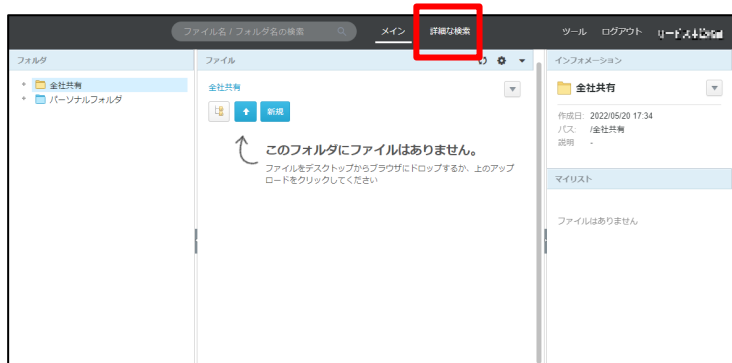 ファイル名 / フォルダ名の検索
メイン
詳細な検索
ツール
ログアウト
フォルダ
全社共有
パーソナルフォルダ
ファイル
全社共有
新規
このフォルダにファイルはありません。
ファイルをデスクトップからブラウザにドロップするか、上のアップ
ロードをクリックしてください
インフォメーション
全社共有
作成日: 2022/05/20 17:34
パス: /全社共有
説明 -
マイリスト
ファイルはありません